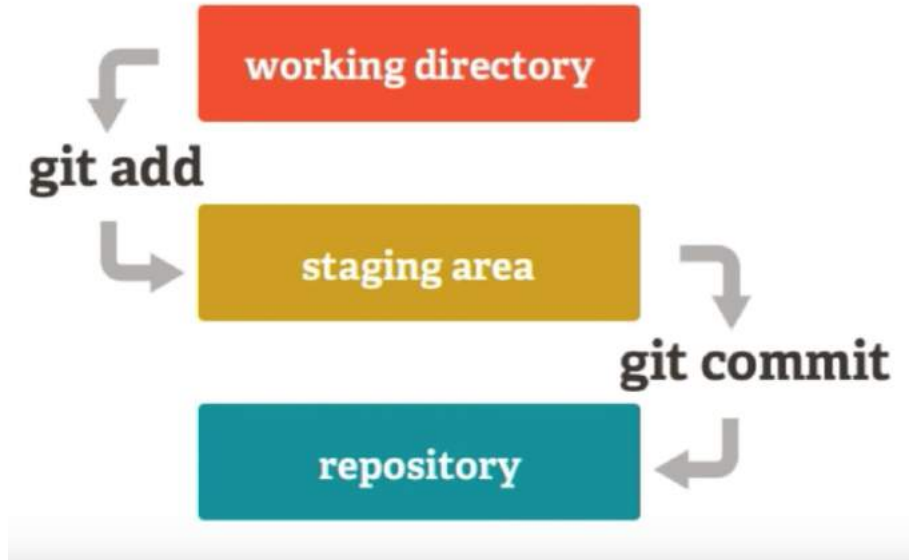 working directory
git add
staging area
git commit
repository